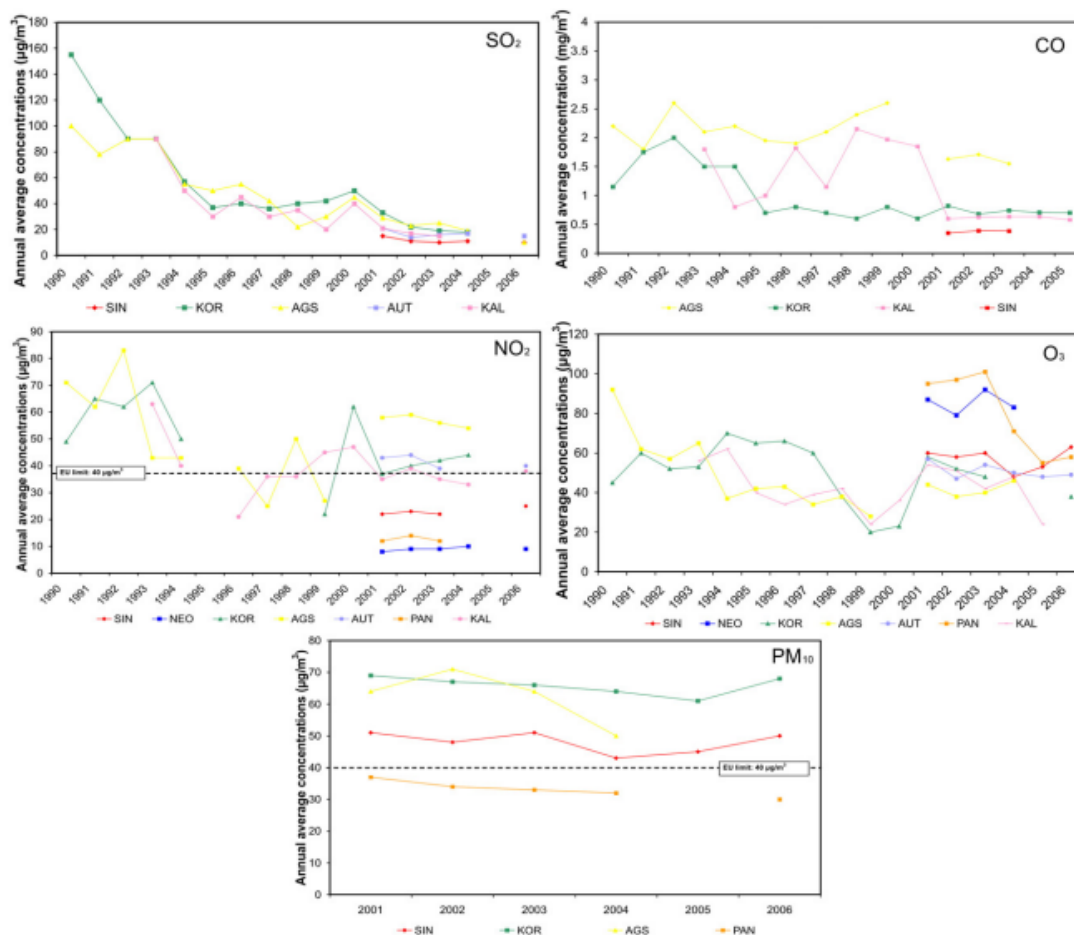 SO2
Annual average concentrations (µg/m3)
180
160
140
120
100
80
60
40
20
0
1990 1991 1992 1993 1994 1995 1996 1997 1998 1999 2000 2001 2002 2003 2004 2005 2006
SIN KOR AGS AUT KAL
CO
Annual average concentration (mg/m3)
4
3.5
3
2.5
2
1.5
1
0.5
0
1990 1991 1992 1993 1994 1995 1996 1997 1998 1999 2000 2001 2002 2003 2004 2005
AGS KOR KAL SIN
NO2
Annual average concentrations (µg/m3)
90
80
70
60
50
40
30
20
10
0
EU limit: 40 µg/m3
1990 1991 1992 1993 1994 1995 1996 1997 1998 1999 2000 2001 2002 2003 2004 2005 2006
SIN NEO KOR AGS AUT PAN KAL
O3
Annual average concentrations (µg/m3)
120
100
80
60
40
20
0
1990 1991 1992 1993 1994 1995 1996 1997 1998 1999 2000 2001 2002 2003 2004 2005 2006
SIN NEO KOR AGS AUT PAN KAL
PM10
Annual average concentrations (µg/m3)
80
70
60
50
40
30
20
10
0
EU limit: 40 µg/m3
2001 2002 2003 2004 2005 2006
SIN KOR AGS PAN